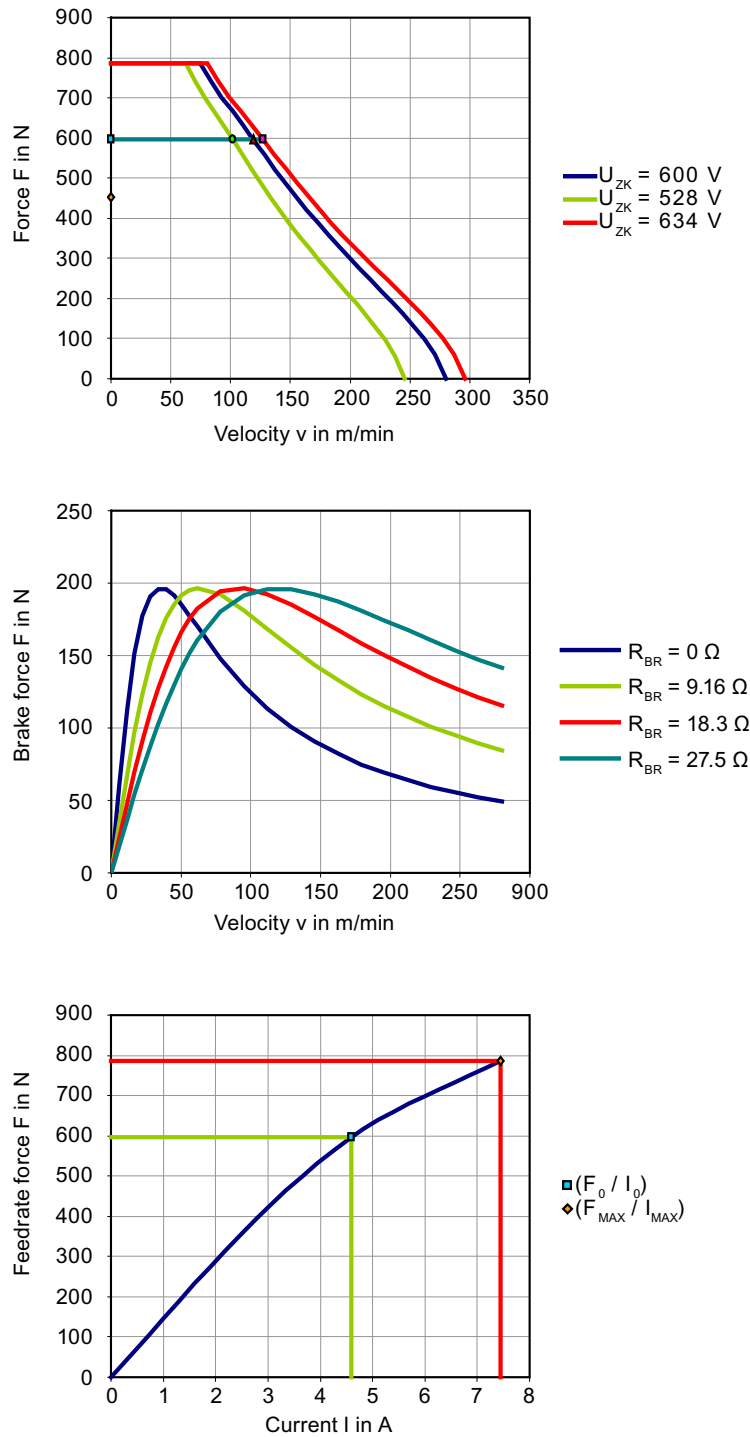 900
800
700
600
500
400
300
200
100
0
Force F in N
0 50 100 150 200 250 300 350
Velocity v in m/min
U_ZK = 600 V
U_ZK = 528 V
U_ZK = 634 V
250
200
150
100
50
0
Brake force F in N
0 50 100 150 200 250 900
Velocity v in m/min
R_BR = 0 Ω
R_BR = 9.16 Ω
R_BR = 18.3 Ω
R_BR = 27.5 Ω
900
800
700
600
500
400
300
200
100
0
Feedrate force F in N
0 1 2 3 4 5 6 7 8
Current I in A
(F_0 / I_0)
(F_MAX / I_MAX)